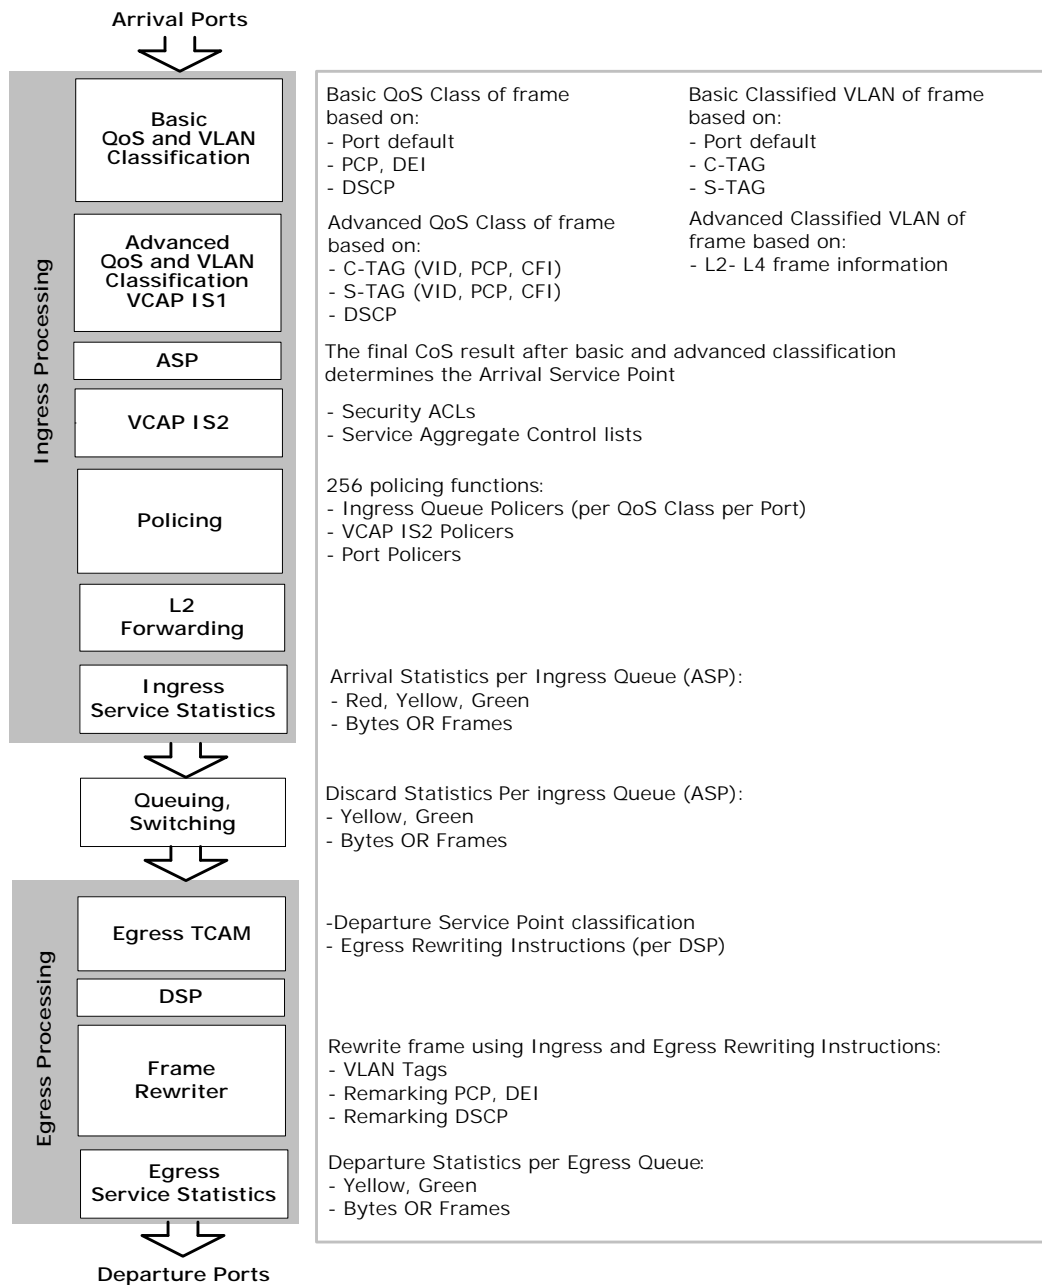 Arrival Ports
Ingress Processing
Basic
QoS and VLAN
Classification
Basic QoS Class of frame
based on:
- Port default
- PCP, DEI
- DSCP
Basic Classified VLAN of frame
based on:
- Port default
- C-TAG
- S-TAG
Advanced
QoS and VLAN
Classification
VCAP IS1
Advanced QoS Class of frame
based on:
- C-TAG (VID, PCP, CFI)
- S-TAG (VID, PCP, CFI)
- DSCP
Advanced Classified VLAN of
frame based on:
- L2- L4 frame information
ASP
The final CoS result after basic and advanced classification
determines the Arrival Service Point
VCAP IS2
- Security ACLs
- Service Aggregate Control lists
Policing
256 policing functions:
- Ingress Queue Policers (per QoS Class per Port)
- VCAP IS2 Policers
- Port Policers
L2
Forwarding
Ingress
Service Statistics
Arrival Statistics per Ingress Queue (ASP):
- Red, Yellow, Green
- Bytes OR Frames
Queuing,
Switching
Discard Statistics Per ingress Queue (ASP):
- Yellow, Green
- Bytes OR Frames
Egress Processing
Egress TCAM
-Departure Service Point classification
- Egress Rewriting Instructions (per DSP)
DSP
Frame
Rewriter
Rewrite frame using Ingress and Egress Rewriting Instructions:
- VLAN Tags
- Remarking PCP, DEI
- Remarking DSCP
Egress
Service Statistics
Departure Statistics per Egress Queue:
- Yellow, Green
- Bytes OR Frames
Departure Ports